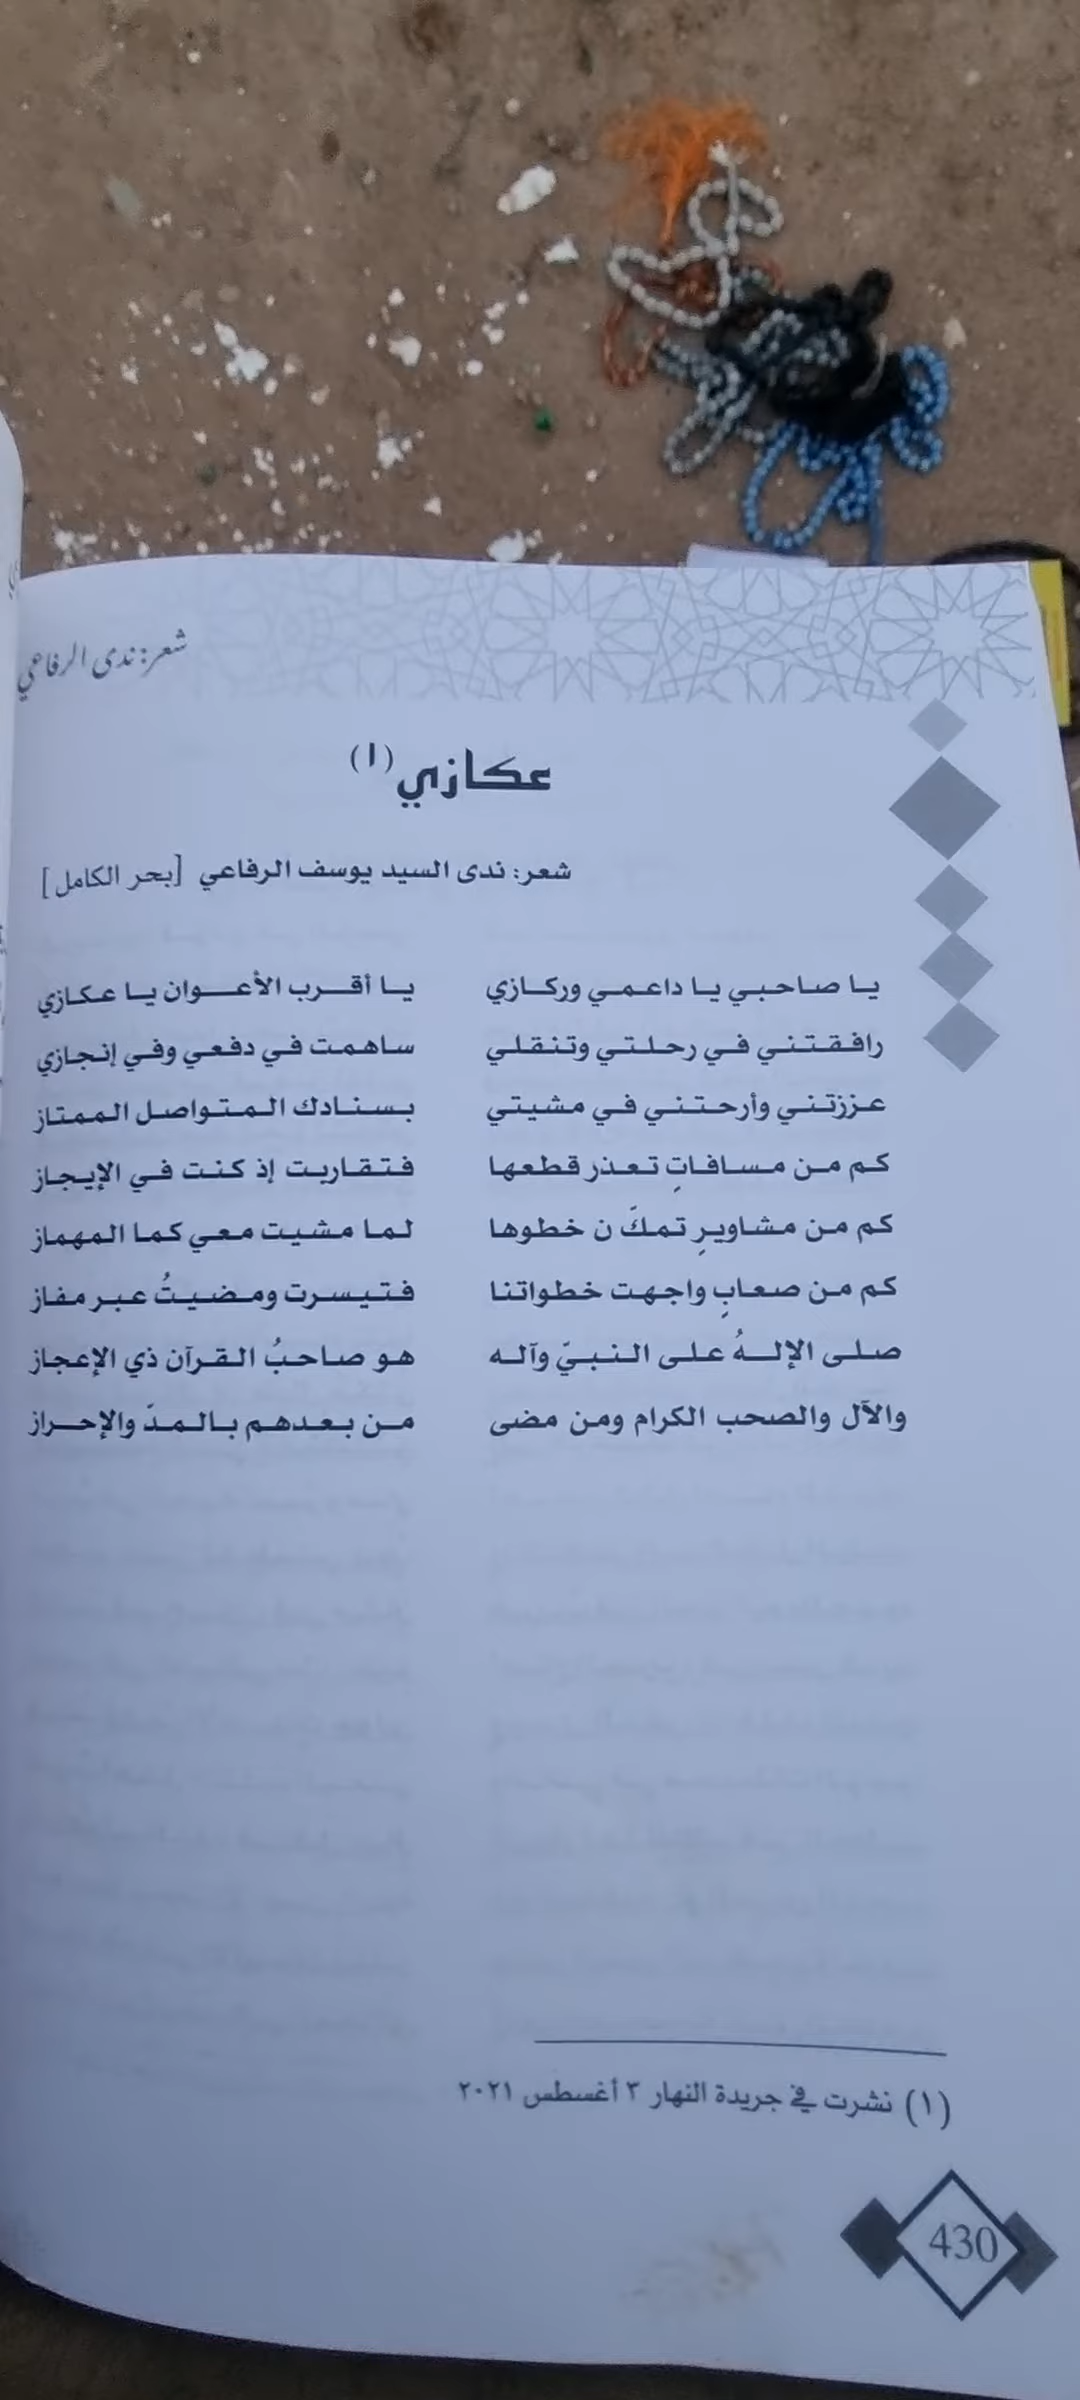 شعر: ندى الرفاعي
عكازي (١)
شعر: ندى السيد يوسف الرفاعي [بحر الكامل]
يا صاحبي يا داعمي وركازي يا أقرب الأعوان يا عكازي
رافقتني في رحلتي وتنقلي ساهمت في دفعي وفي إنجازي
عززتني وأرحتني في مشيتي بسنادك المتواصل الممتاز
كم من مسافاتٍ تعذر قطعها فتقاربت إذ كنت في الإيجاز
كم من مشاويرٍ تمكّ ن خطوها لما مشيت معي كما المهماز
كم من صعابٍ واجهت خطواتنا فتيسرت ومضيتُ عبر مفاز
صلى الإلهُ على النبيّ وآله هو صاحبُ القرآن ذي الإعجاز
والآل والصحب الكرام ومن مضى من بعدهم بالمدّ والإحراز
(١) نشرت في جريدة النهار ٣ أغسطس ٢٠٢١
430